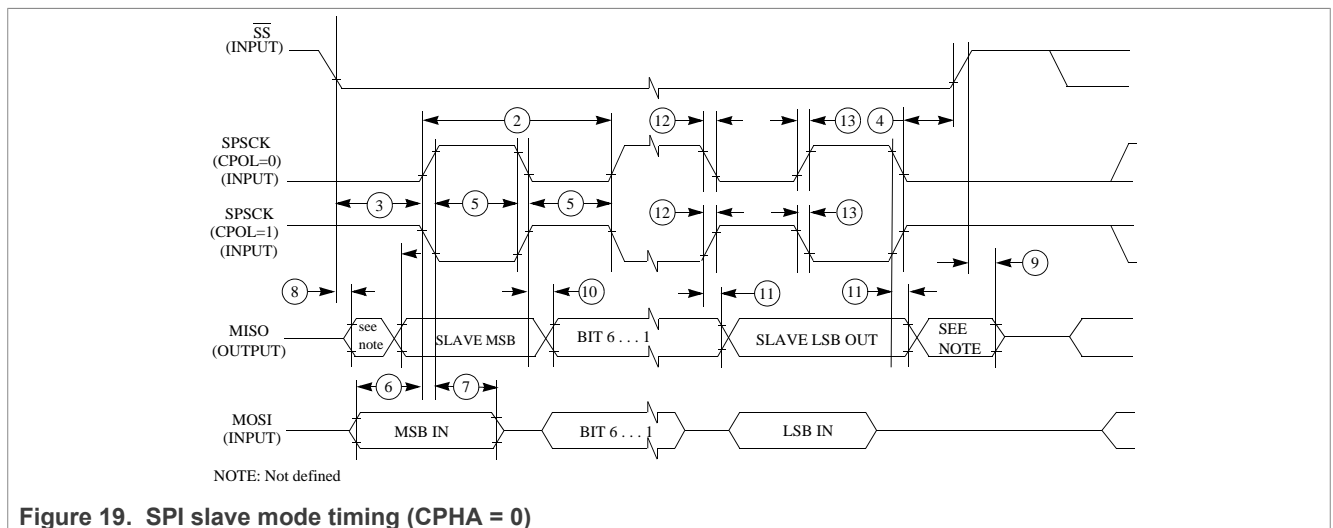 SS
(INPUT)
2
12
13
4
SPSCK
(CPOL=0)
(INPUT)
3
5
5
SPSCK
(CPOL=1)
(INPUT)
12
13
9
8
10
11
11
MISO
(OUTPUT)
see
note
SLAVE MSB
BIT 6 . . . 1
SLAVE LSB OUT
SEE
NOTE
6
7
MOSI
(INPUT)
MSB IN
BIT 6 . . . 1
LSB IN
NOTE: Not defined
Figure 19. SPI slave mode timing (CPHA = 0)